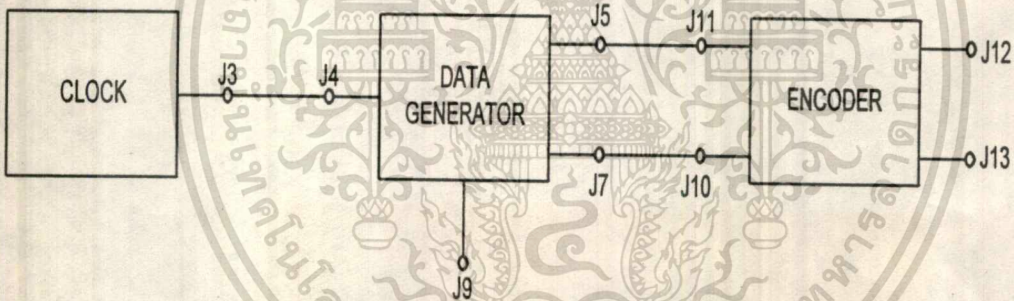 CLOCK
J3
J4
DATA
GENERATOR
J5
J7
J9
J11
J10
ENCODER
J12
J13